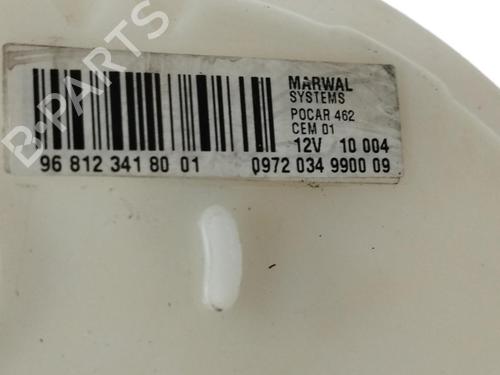 MARWAL
SYSTEMS
POCAR 462
CEM 01
12V 10 004
96 812 341 80 01 0972 034 9900 09
B-PARTS